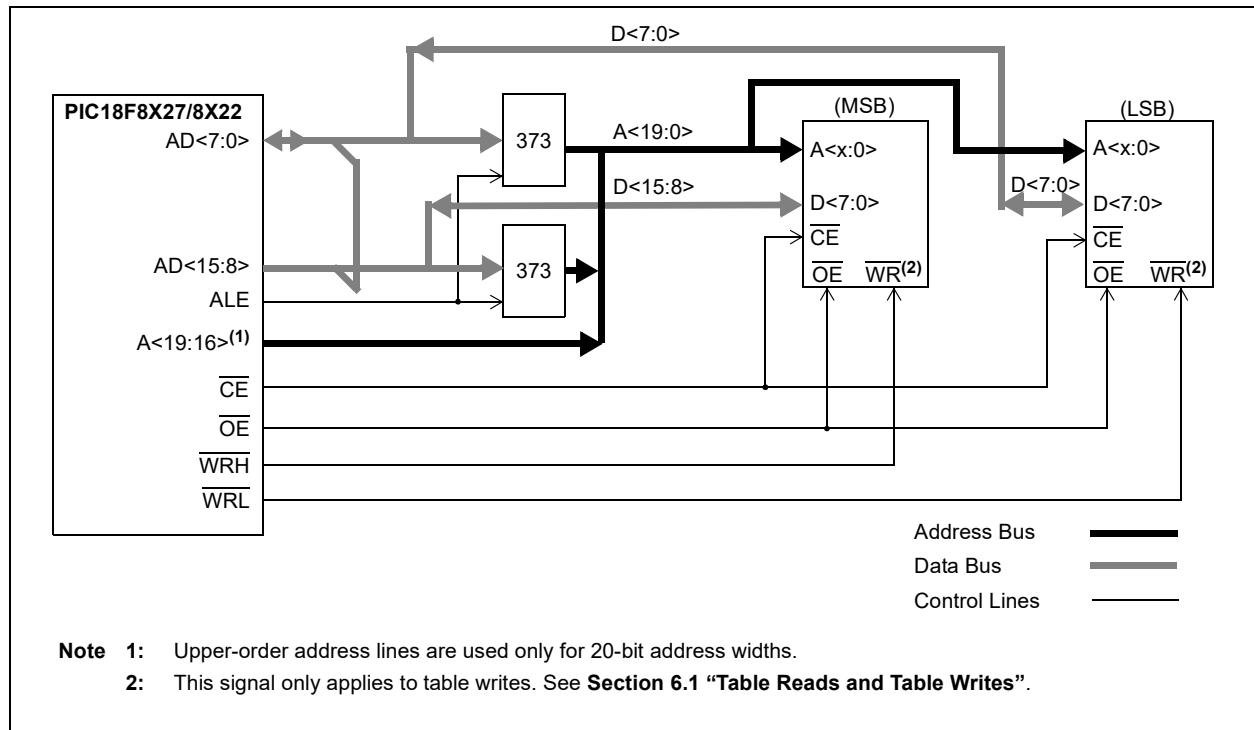 D<7:0>
PIC18F8X27/8X22
AD<7:0>
373
A<19:0>
(MSB)
A<x:0>
D<7:0>
CE
OE WR(2)
(LSB)
A<x:0>
D<7:0>
D<7:0>
CE
OE WR(2)
D<15:8>
AD<15:8>
373
ALE
A<19:16>(1)
CE
OE
WRH
WRL
Address Bus
Data Bus
Control Lines
Note 1: Upper-order address lines are used only for 20-bit address widths.
2: This signal only applies to table writes. See Section 6.1 “Table Reads and Table Writes”.